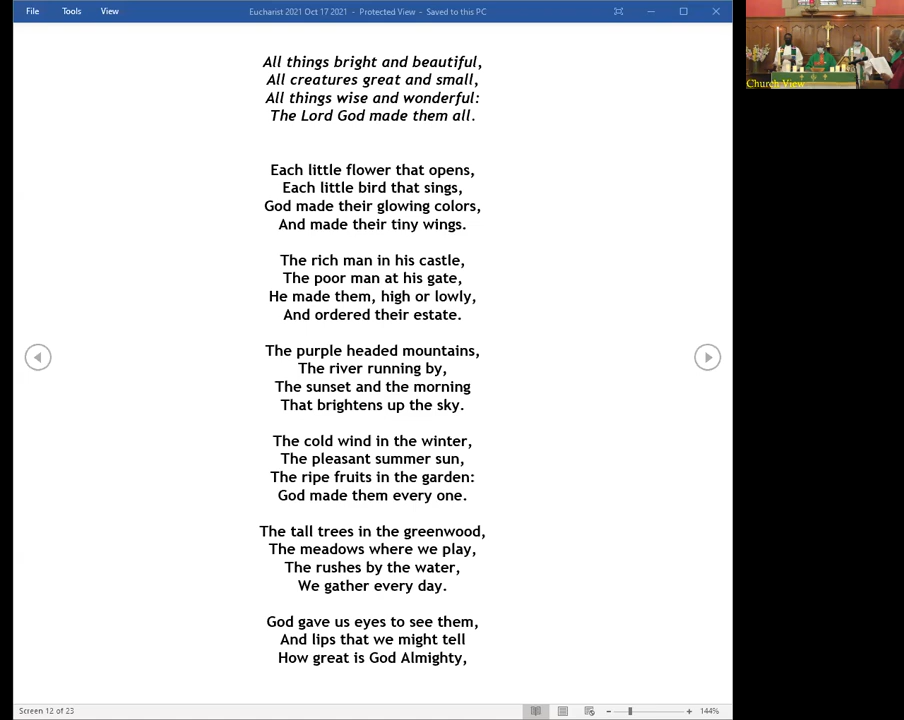 File Tools View Eucharist 2021 Oct 17 2021 - Protected View - Saved to this PC
Church View
All things bright and beautiful,
All creatures great and small,
All things wise and wonderful:
The Lord God made them all.
Each little flower that opens,
Each little bird that sings,
God made their glowing colors,
And made their tiny wings.
The rich man in his castle,
The poor man at his gate,
He made them, high or lowly,
And ordered their estate.
The purple headed mountains,
The river running by,
The sunset and the morning
That brightens up the sky.
The cold wind in the winter,
The pleasant summer sun,
The ripe fruits in the garden:
God made them every one.
The tall trees in the greenwood,
The meadows where we play,
The rushes by the water,
We gather every day.
God gave us eyes to see them,
And lips that we might tell
How great is God Almighty,
Screen 12 of 23 144%